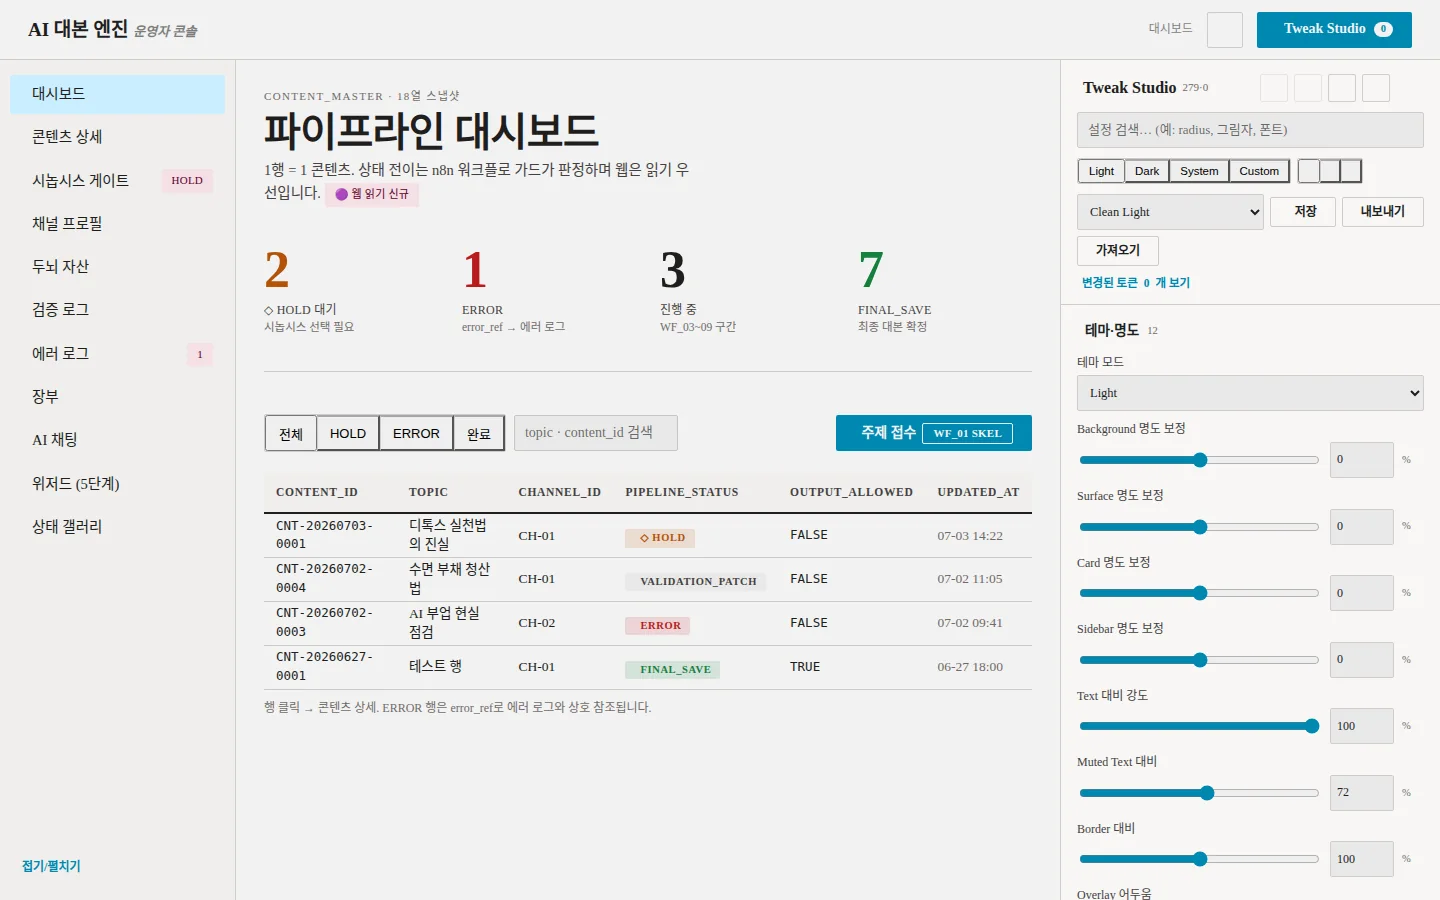 AI 대본 엔진 운영자 콘솔
대시보드
Tweak Studio 0
대시보드
콘텐츠 상세
시놉시스 게이트 HOLD
채널 프로필
두뇌 자산
검증 로그
에러 로그 1
장부
AI 채팅
위저드 (5단계)
상태 갤러리
접기/펼치기
CONTENT_MASTER · 18열 스냅샷
파이프라인 대시보드
1행 = 1 콘텐츠. 상태 전이는 n8n 워크플로 가드가 판정하며 웹은 읽기 우
선입니다. 🟣 웹 읽기 신규
2
◇ HOLD 대기
시놉시스 선택 필요
1
ERROR
error_ref → 에러 로그
3
진행 중
WF_03~09 구간
7
FINAL_SAVE
최종 대본 확정
전체 HOLD ERROR 완료
topic · content_id 검색
주제 접수 WF_01 SKEL
CONTENT_ID TOPIC CHANNEL_ID PIPELINE_STATUS OUTPUT_ALLOWED UPDATED_AT
CNT-20260703-
0001
디톡스 실천법
의 진실
CH-01 ◇ HOLD FALSE 07-03 14:22
CNT-20260702-
0004
수면 부채 청산
법
CH-01 VALIDATION_PATCH FALSE 07-02 11:05
CNT-20260702-
0003
AI 부업 현실
점검
CH-02 ERROR FALSE 07-02 09:41
CNT-20260627-
0001
테스트 행 CH-01 FINAL_SAVE TRUE 06-27 18:00
행 클릭 → 콘텐츠 상세. ERROR 행은 error_ref로 에러 로그와 상호 참조됩니다.
Tweak Studio 279·0
설정 검색… (예: radius, 그림자, 폰트)
Light Dark System Custom
Clean Light 저장 내보내기
가져오기
변경된 토큰 0 개 보기
테마·명도 12
테마 모드
Light
Background 명도 보정
0 %
Surface 명도 보정
0 %
Card 명도 보정
0 %
Sidebar 명도 보정
0 %
Text 대비 강도
100 %
Muted Text 대비
72 %
Border 대비
100 %
Overlay 어두움